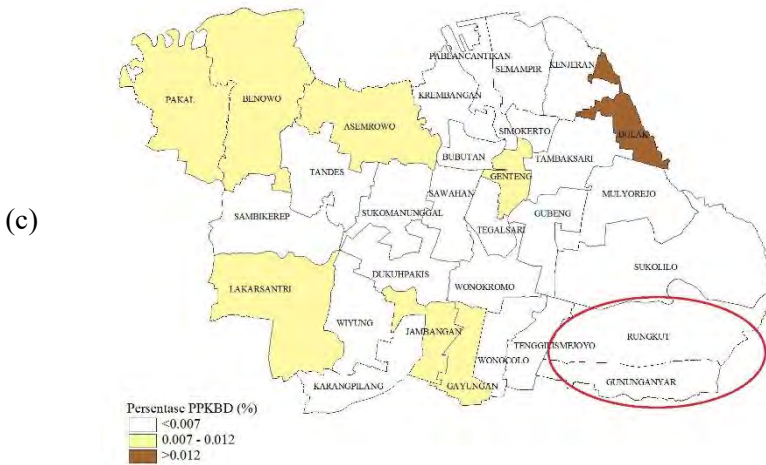 (c)
PABEANCANTIKAN
KENJERAN
SEMAMPIR
KREMBANGAN
PAKAL
BENOWO
ASEMROWO
SIMOKERTO
BULAK
BUBUTAN
TAMBAKSARI
TANDES
GENTENG
SAWAHAN
MULYOREJO
SAMBIKEREP
SUKOMANUNGGAL
GUBENG
TEGALSARI
SUKOLILO
DUKUHPAKIS
LAKARSANTRI
WONOKROMO
WIYUNG
JAMBANGAN
TENGGILISMEJOYO
RUNGKUT
WONOCOLO
KARANGPILANG
GAYUNGAN
GUNUNGANYAR
Persentase PPKBD (%)
<0.007
0.007 - 0.012
>0.012